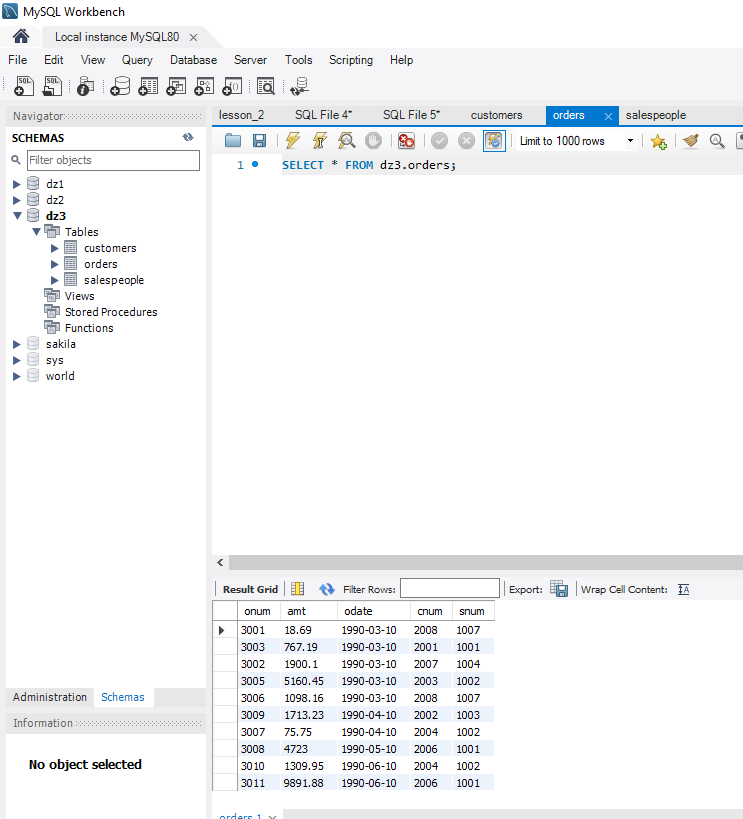 MySQL Workbench
Local instance MySQL80
File Edit View Query Database Server Tools Scripting Help
Navigator
SCHEMAS
Filter objects
dz1
dz2
dz3
Tables
customers
orders
salespeople
Views
Stored Procedures
Functions
sakila
sys
world
Administration Schemas
Information
No object selected
lesson_2 SQL File 4* SQL File 5* customers orders salespeople
Limit to 1000 rows
1 SELECT * FROM dz3.orders;
Result Grid Filter Rows: Export: Wrap Cell Content:
onum amt odate cnum snum
3001 18.69 1990-03-10 2008 1007
3003 767.19 1990-03-10 2001 1001
3002 1900.1 1990-03-10 2007 1004
3005 5160.45 1990-03-10 2003 1002
3006 1098.16 1990-03-10 2008 1007
3009 1713.23 1990-04-10 2002 1003
3007 75.75 1990-04-10 2004 1002
3008 4723 1990-05-10 2006 1001
3010 1309.95 1990-06-10 2004 1002
3011 9891.88 1990-06-10 2006 1001
orders 1